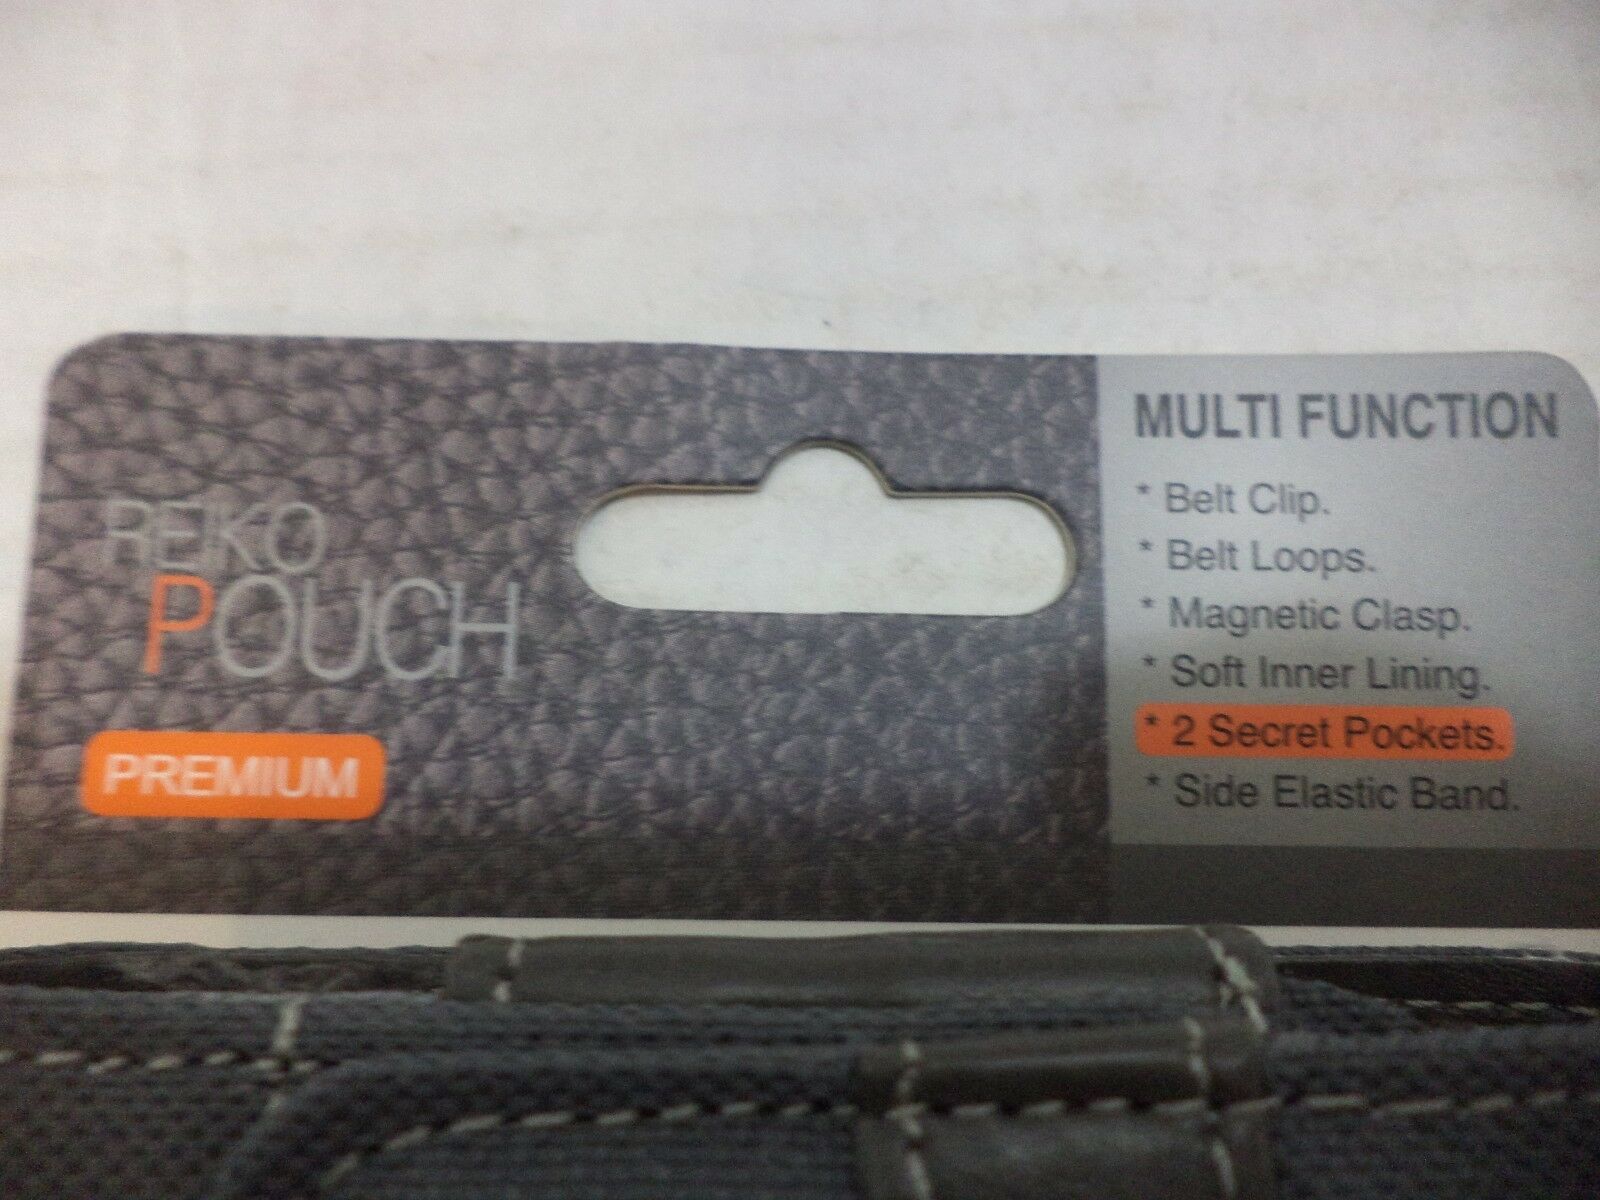 REIKO
POUCH
PREMIUM
MULTI FUNCTION
* Belt Clip.
* Belt Loops.
* Magnetic Clasp.
* Soft Inner Lining.
* 2 Secret Pockets.
* Side Elastic Band.